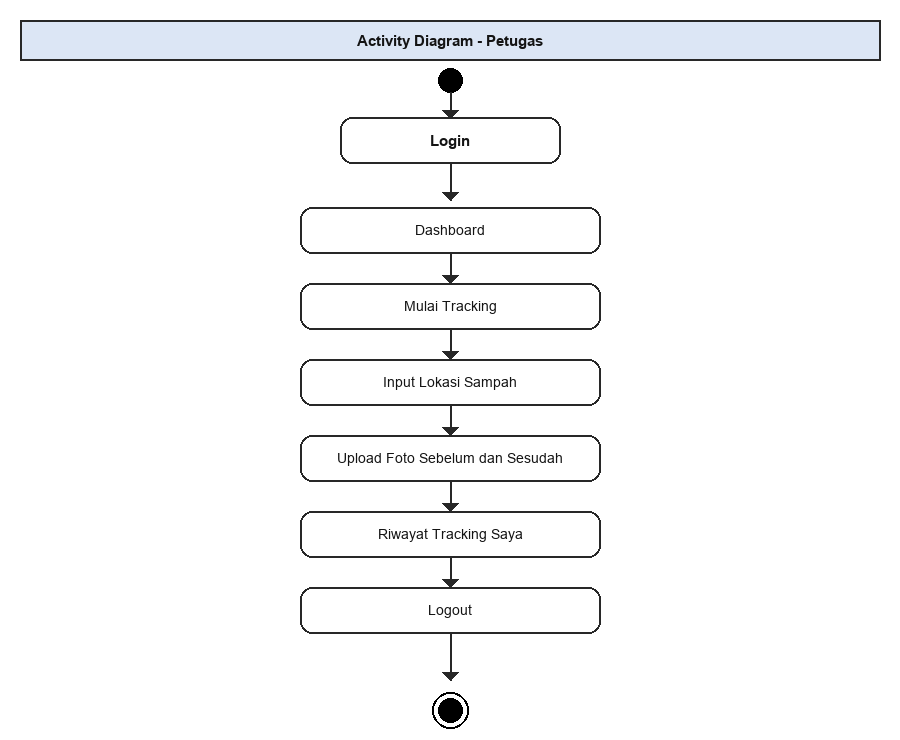 Activity Diagram - Petugas
Login
Dashboard
Mulai Tracking
Input Lokasi Sampah
Upload Foto Sebelum dan Sesudah
Riwayat Tracking Saya
Logout